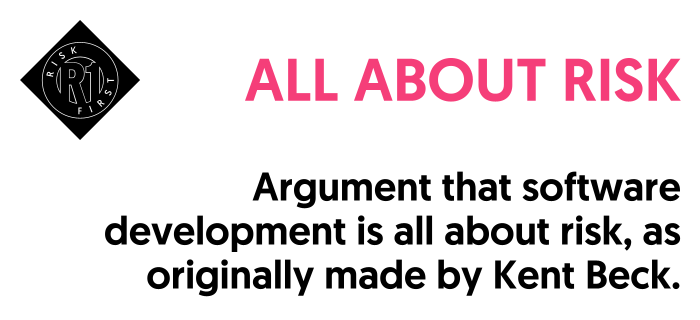 RISK
R1
FIRST
ALL ABOUT RISK
Argument that software
development is all about risk, as
originally made by Kent Beck.